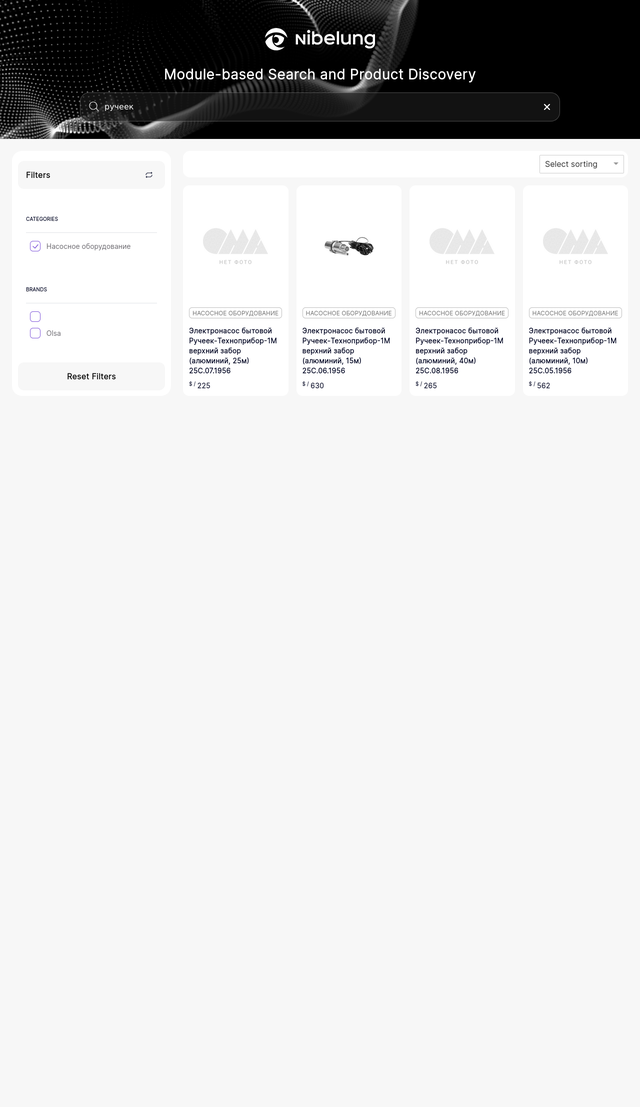 Nibelung
Module-based Search and Product Discovery
ручеек
Filters
CATEGORIES
Насосное оборудование
BRANDS
Olsa
Reset Filters
Select sorting
НЕТ ФОТО
НАСОСНОЕ ОБОРУДОВАНИЕ
Электронасос бытовой
Ручеек-Техноприбор-1М
верхний забор
(алюминий, 25м)
25С.07.1956
$ / 225
НАСОСНОЕ ОБОРУДОВАНИЕ
Электронасос бытовой
Ручеек-Техноприбор-1М
верхний забор
(алюминий, 15м)
25С.06.1956
$ / 630
НЕТ ФОТО
НАСОСНОЕ ОБОРУДОВАНИЕ
Электронасос бытовой
Ручеек-Техноприбор-1М
верхний забор
(алюминий, 40м)
25С.08.1956
$ / 265
НЕТ ФОТО
НАСОСНОЕ ОБОРУДОВАНИЕ
Электронасос бытовой
Ручеек-Техноприбор-1М
верхний забор
(алюминий, 10м)
25С.05.1956
$ / 562